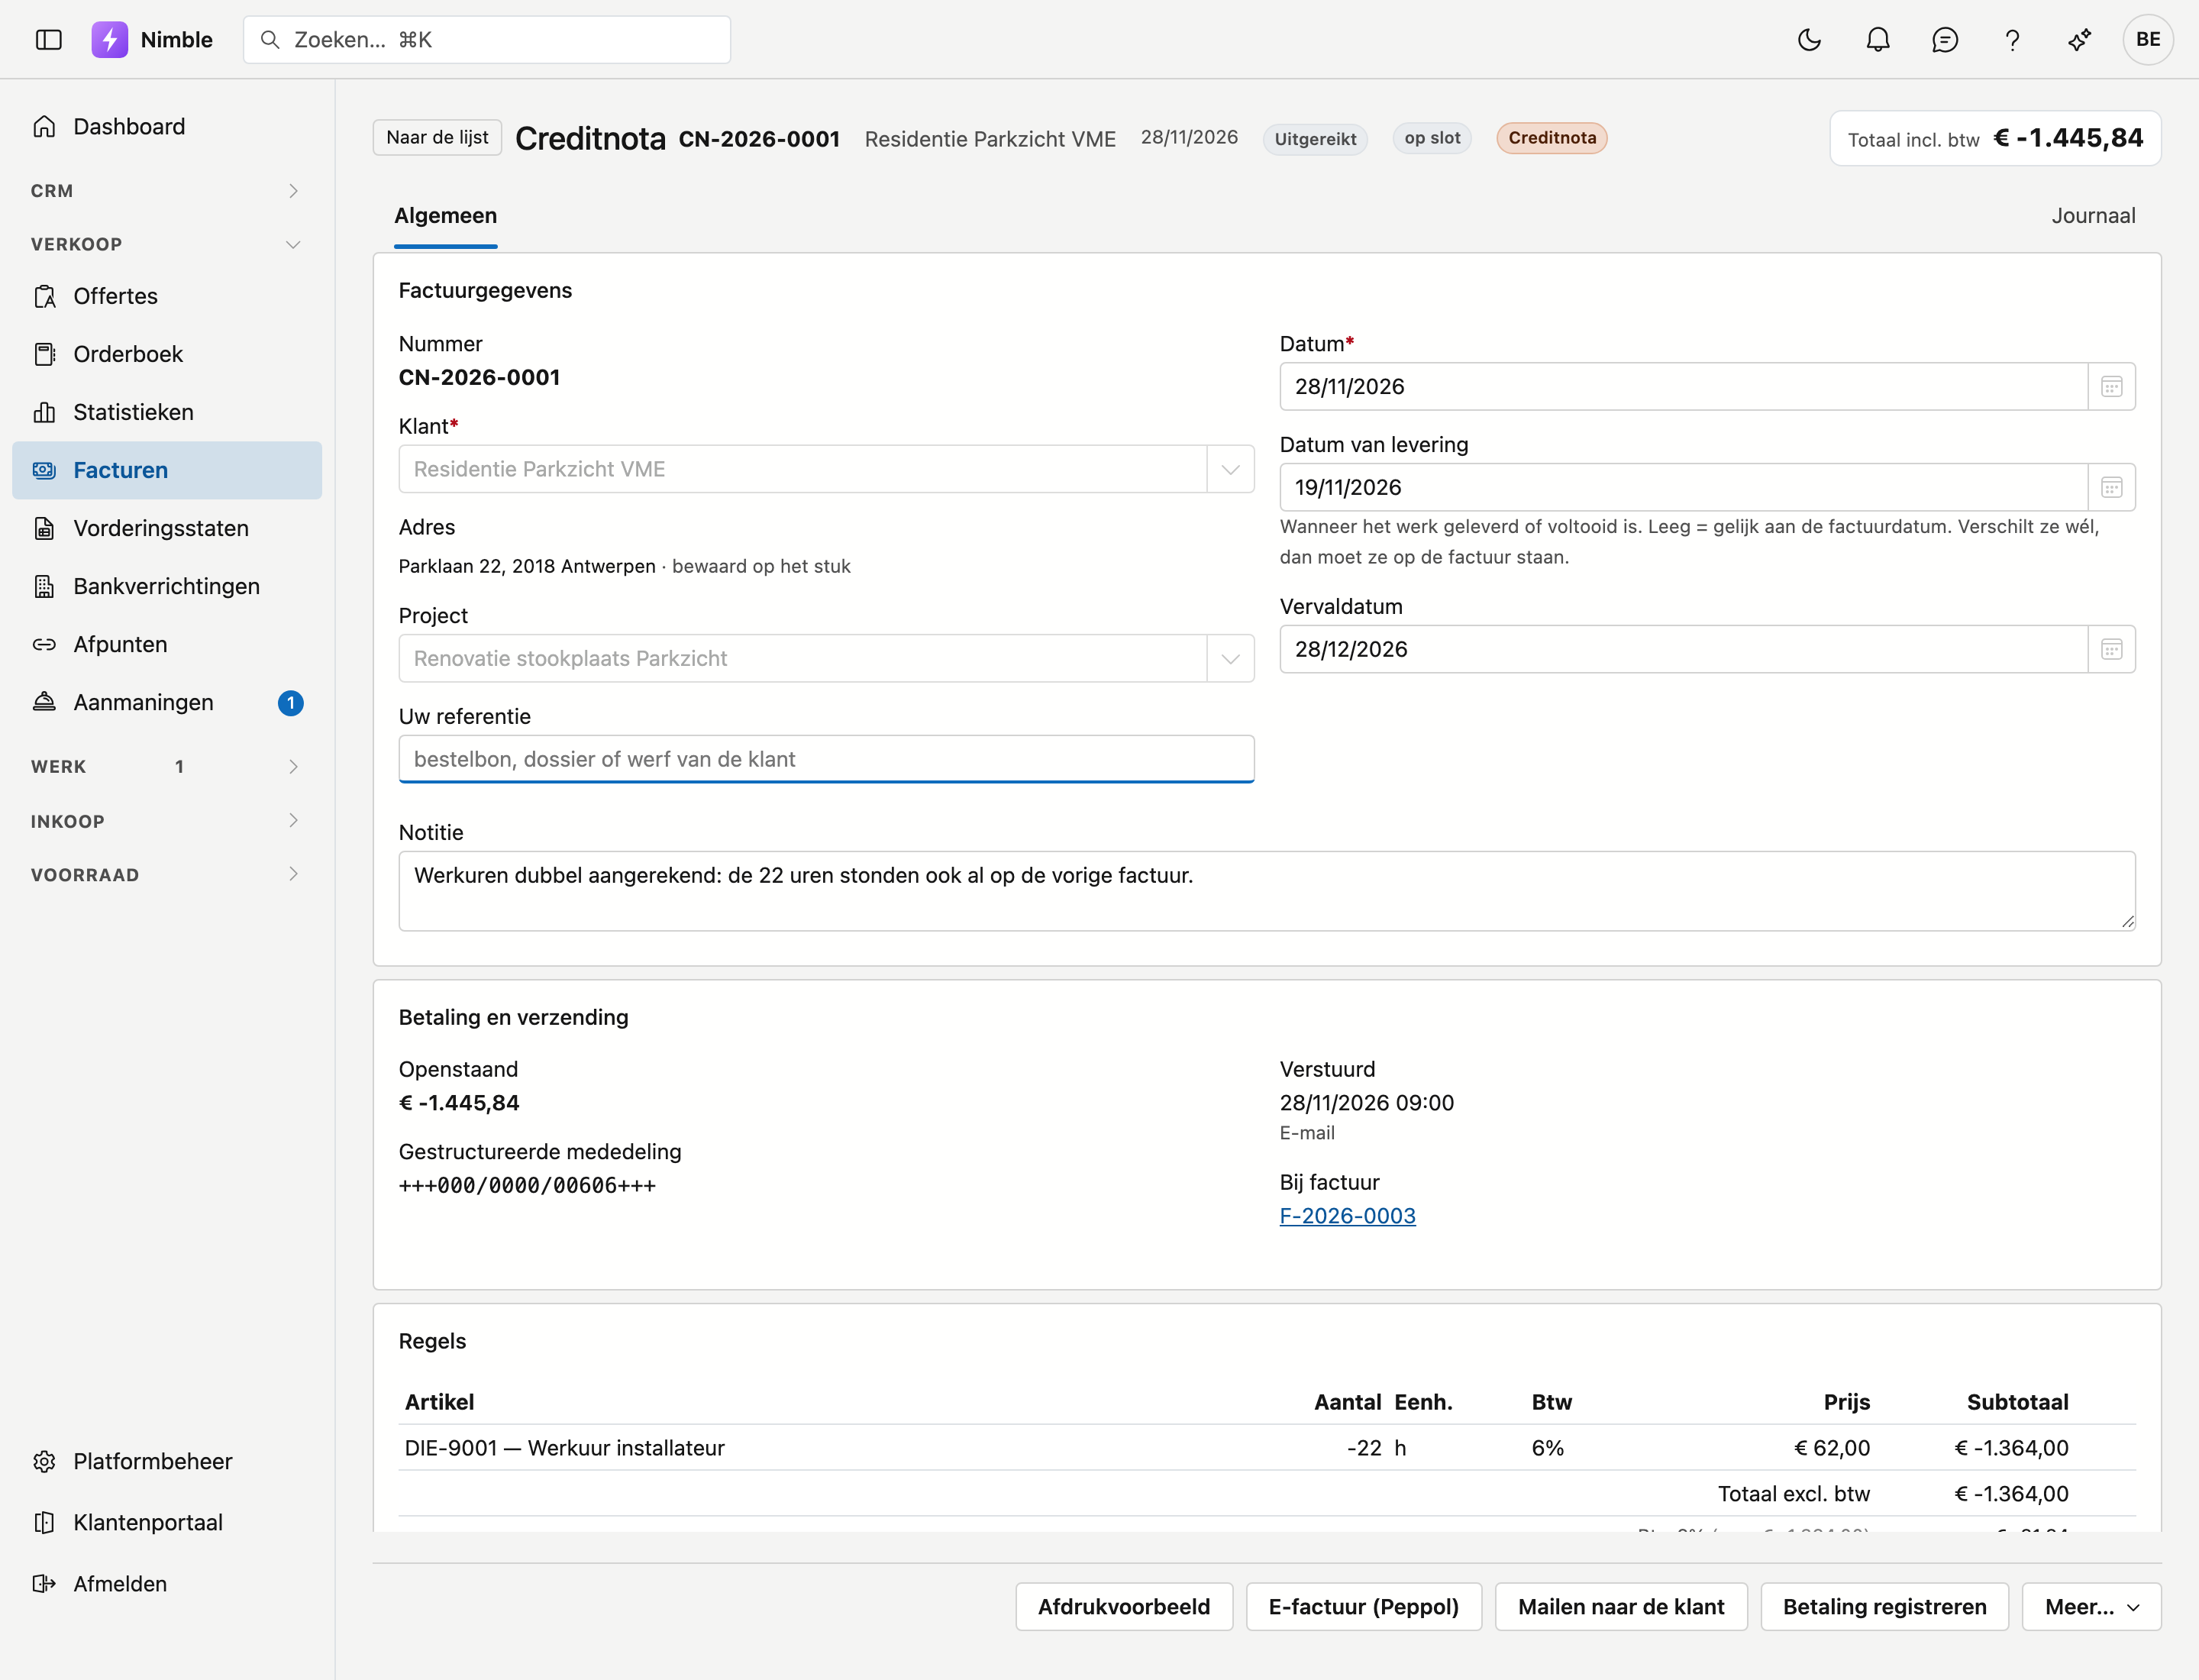 Nimble
Zoeken... ⌘K
BE
Dashboard
CRM
VERKOOP
Offertes
Orderboek
Statistieken
Facturen
Vorderingsstaten
Bankverrichtingen
Afpunten
Aanmaningen 1
WERK 1
INKOOP
VOORRAAD
Platformbeheer
Klantenportaal
Afmelden
Naar de lijst Creditnota CN-2026-0001 Residentie Parkzicht VME 28/11/2026 Uitgereikt op slot Creditnota Totaal incl. btw € -1.445,84
Algemeen Journaal
Factuurgegevens
Nummer
CN-2026-0001
Klant*
Residentie Parkzicht VME
Adres
Parklaan 22, 2018 Antwerpen · bewaard op het stuk
Project
Renovatie stookplaats Parkzicht
Uw referentie
bestelbon, dossier of werf van de klant
Datum*
28/11/2026
Datum van levering
19/11/2026
Wanneer het werk geleverd of voltooid is. Leeg = gelijk aan de factuurdatum. Verschilt ze wél,
dan moet ze op de factuur staan.
Vervaldatum
28/12/2026
Notitie
Werkuren dubbel aangerekend: de 22 uren stonden ook al op de vorige factuur.
Betaling en verzending
Openstaand
€ -1.445,84
Gestructureerde mededeling
+++000/0000/00606+++
Verstuurd
28/11/2026 09:00
E-mail
Bij factuur
F-2026-0003
Regels
Artikel Aantal Eenh. Btw Prijs Subtotaal
DIE-9001 — Werkuur installateur -22 h 6% € 62,00 € -1.364,00
Totaal excl. btw € -1.364,00
Afdrukvoorbeeld E-factuur (Peppol) Mailen naar de klant Betaling registreren Meer...